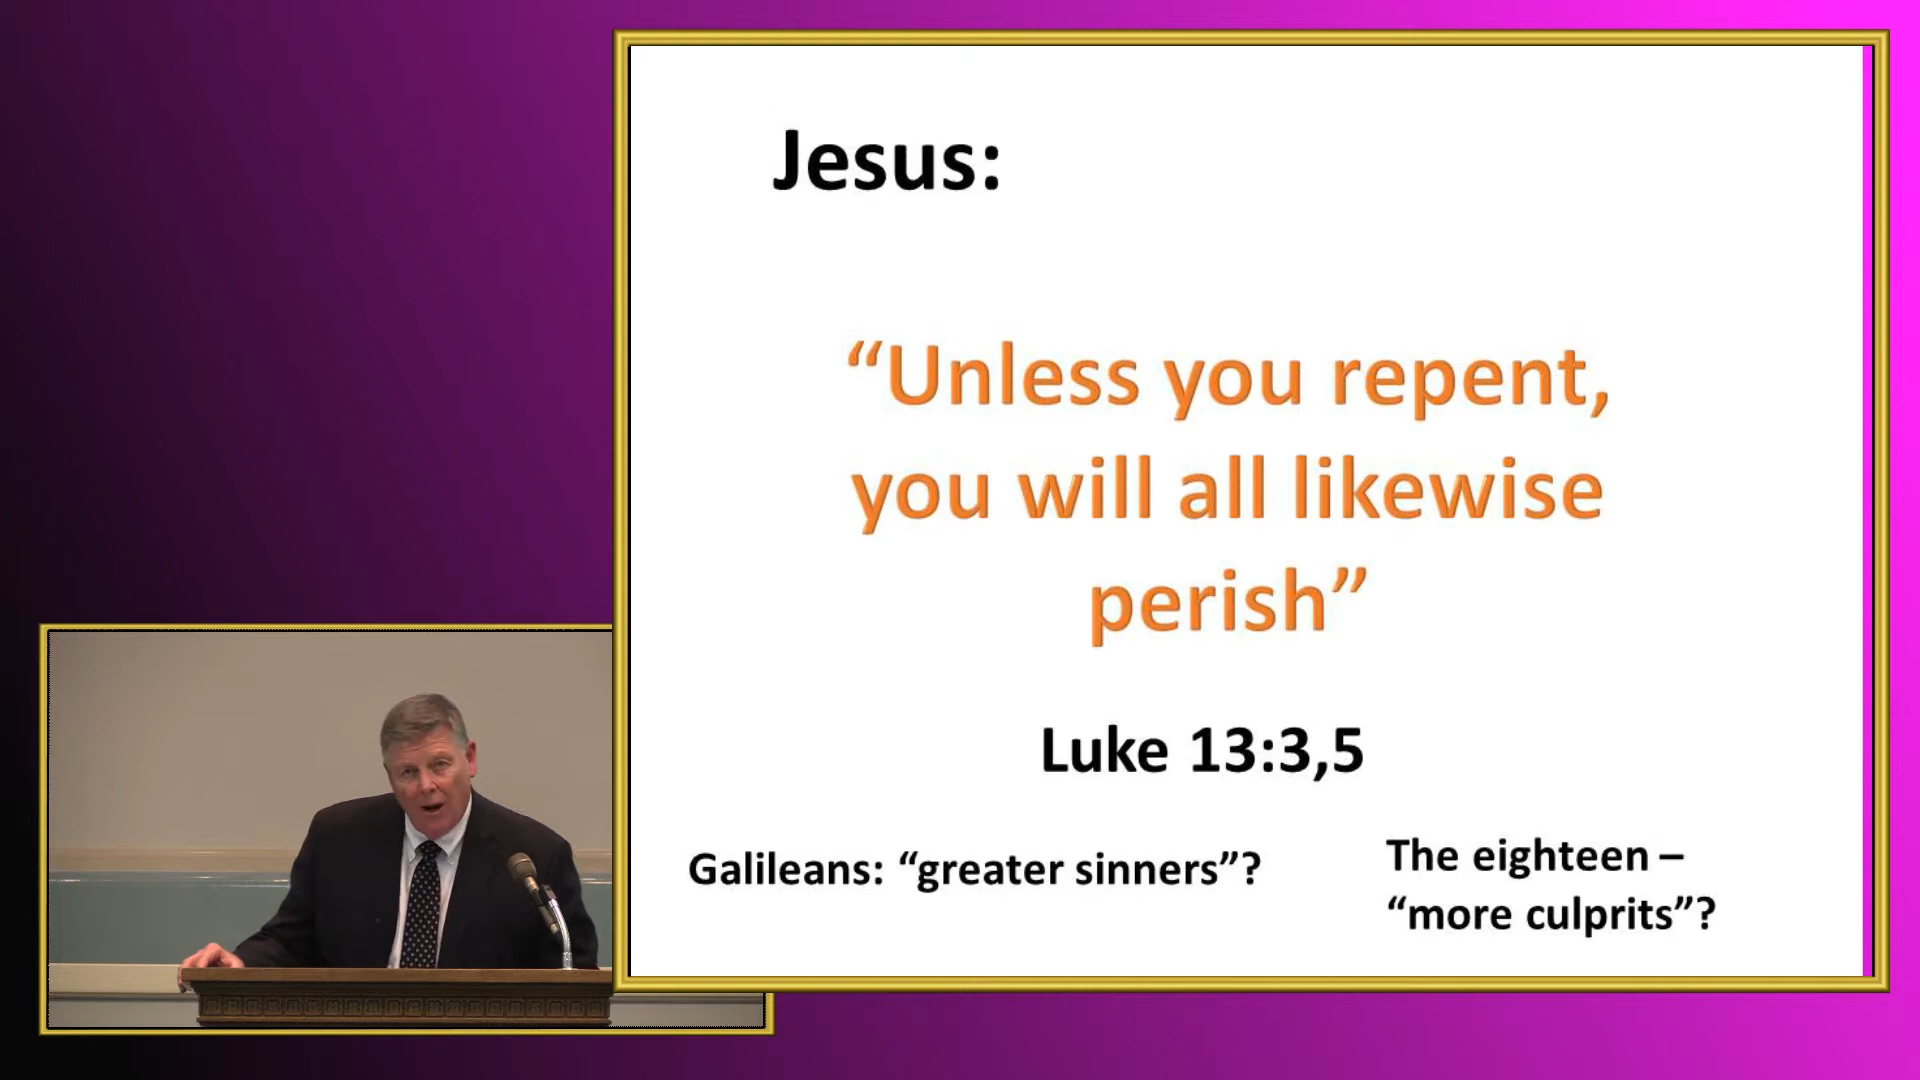 Jesus:
“Unless you repent,
you will all likewise
perish”
Luke 13:3,5
Galileans: “greater sinners”?
The eighteen –
“more culprits”?